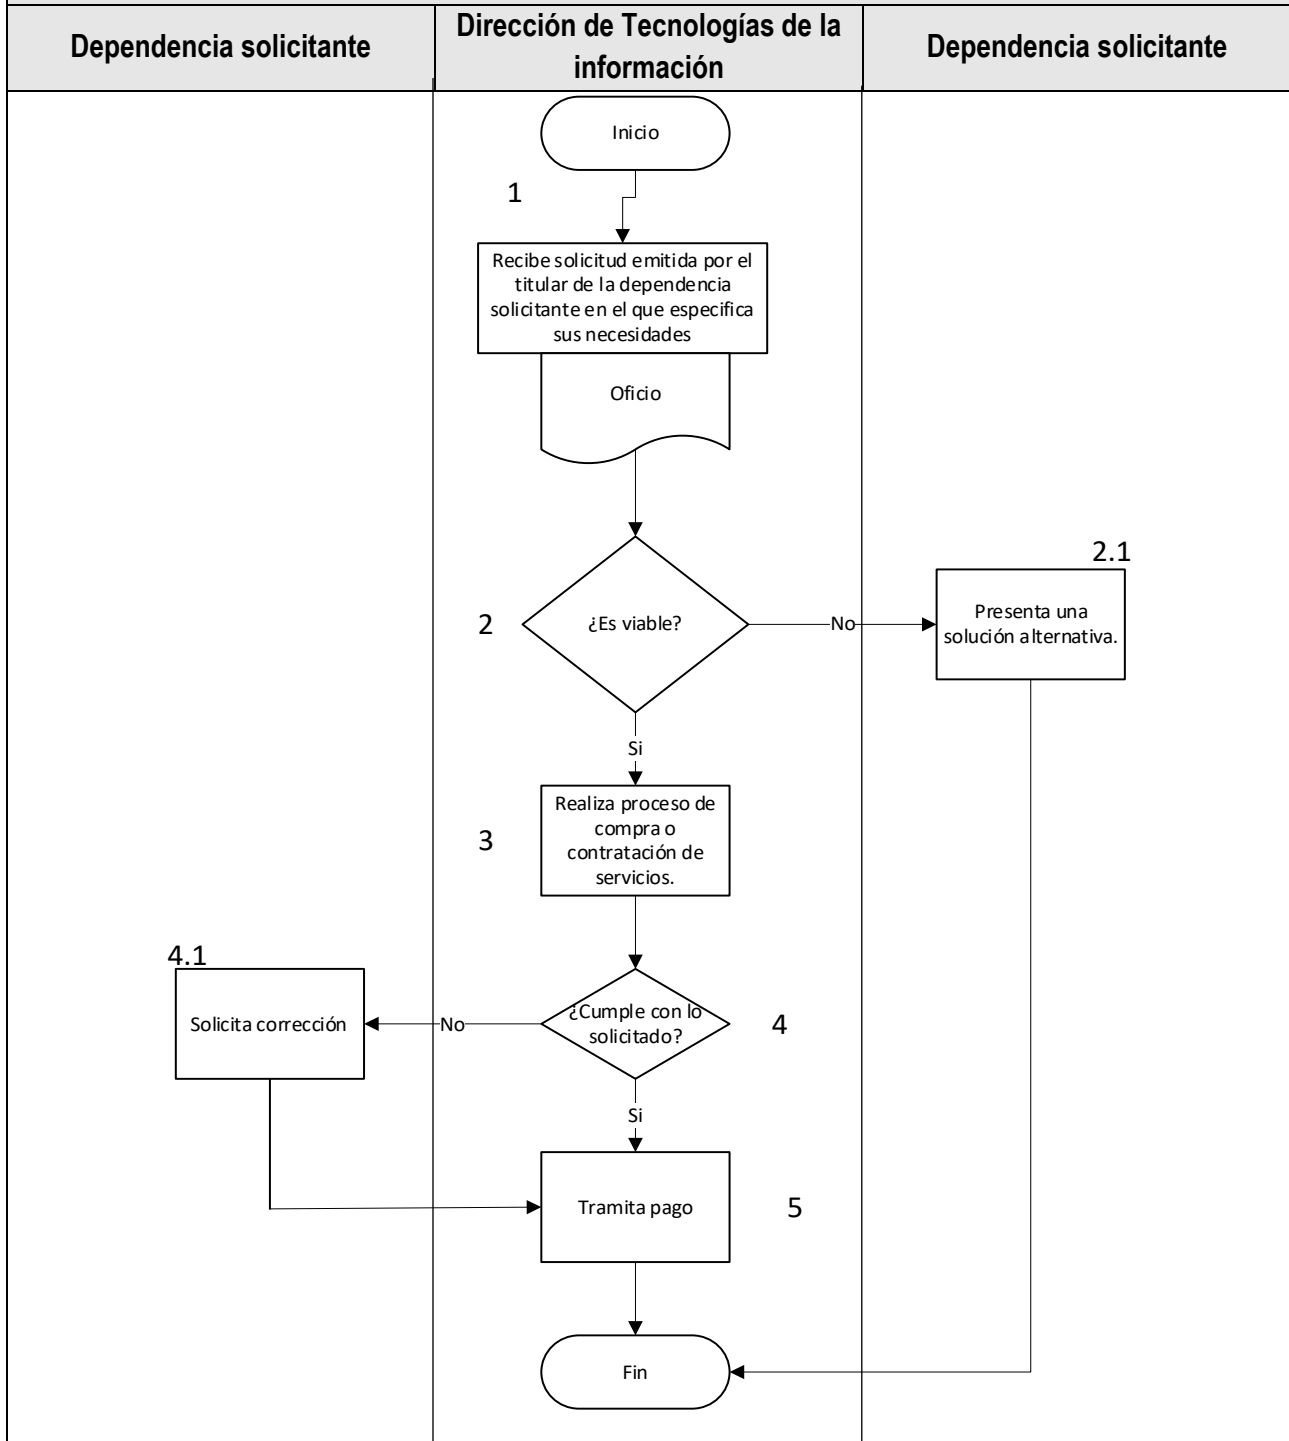 Dependencia solicitante
Dirección de Tecnologías de la
información
Dependencia solicitante
Inicio
1
Recibe solicitud emitida por el
titular de la dependencia
solicitante en el que especifica
sus necesidades
Oficio
2.1
2
¿Es viable?
No
Presenta una
solución alternativa.
Si
3
Realiza proceso de
compra o
contratación de
servicios.
4.1
Solicita corrección
No
¿Cumple con lo
solicitado?
4
Si
Tramita pago
5
Fin